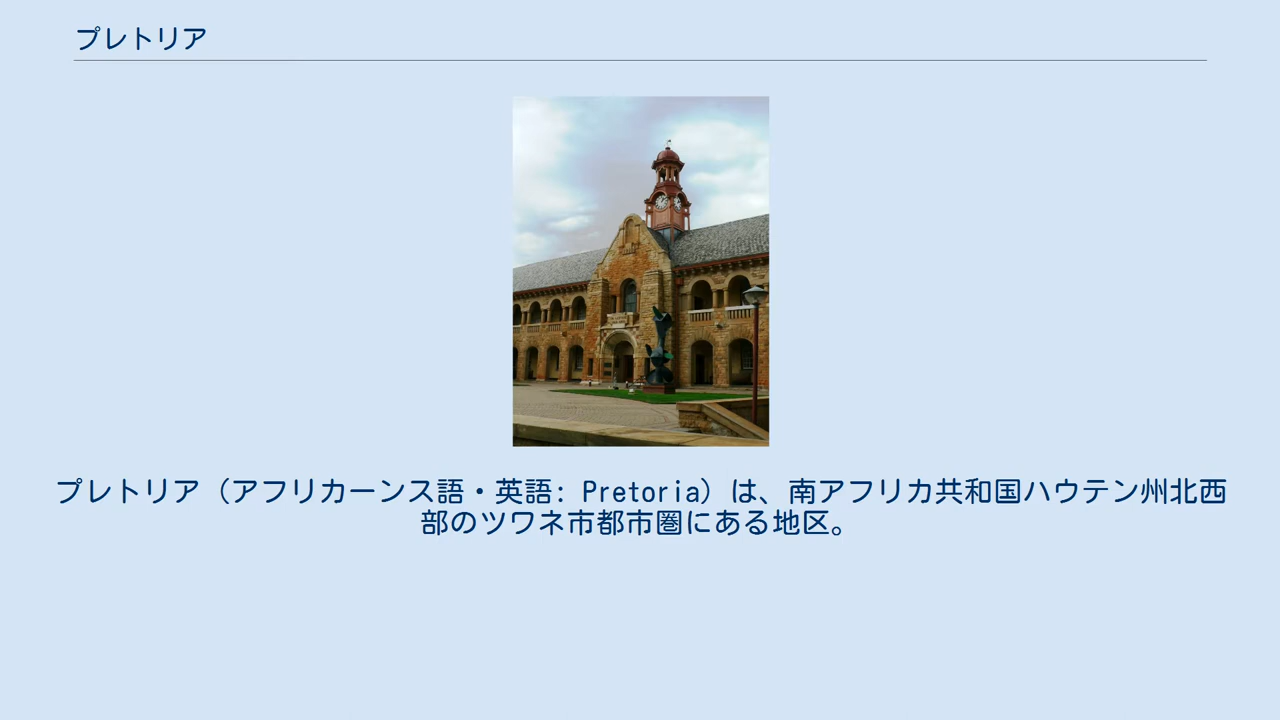 プレトリア
プレトリア（アフリカーンス語・英語: Pretoria）は、南アフリカ共和国ハウテン州北西
部のツワネ市都市圏にある地区。